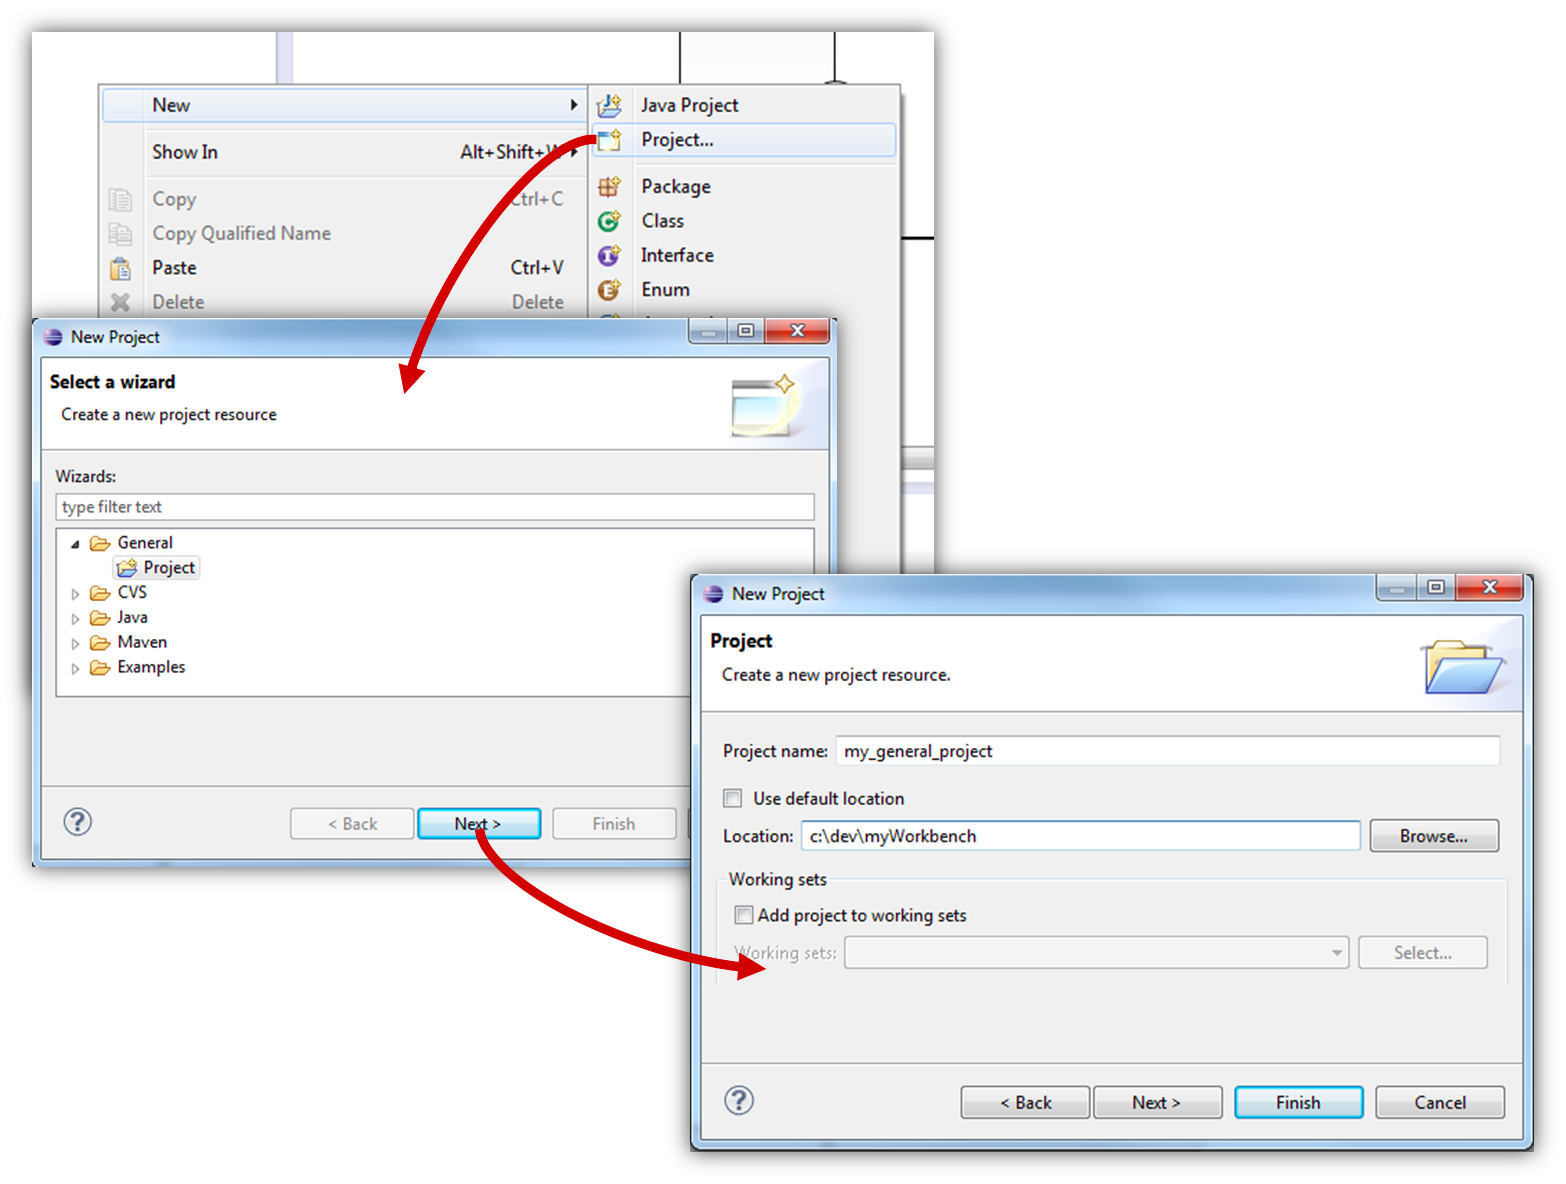 New
Java Project
Project...
Show In Alt+Shift+W
Package
Copy Ctrl+C
Class
Copy Qualified Name
Interface
Paste Ctrl+V
Enum
Delete Delete
New Project
Select a wizard
Create a new project resource
Wizards:
type filter text
General
Project
CVS
Java
Maven
Examples
< Back Next > Finish
New Project
Project
Create a new project resource.
Project name: my_general_project
Use default location
Location: c:\dev\myWorkbench Browse...
Working sets
Add project to working sets
Working sets: Select...
< Back Next > Finish Cancel